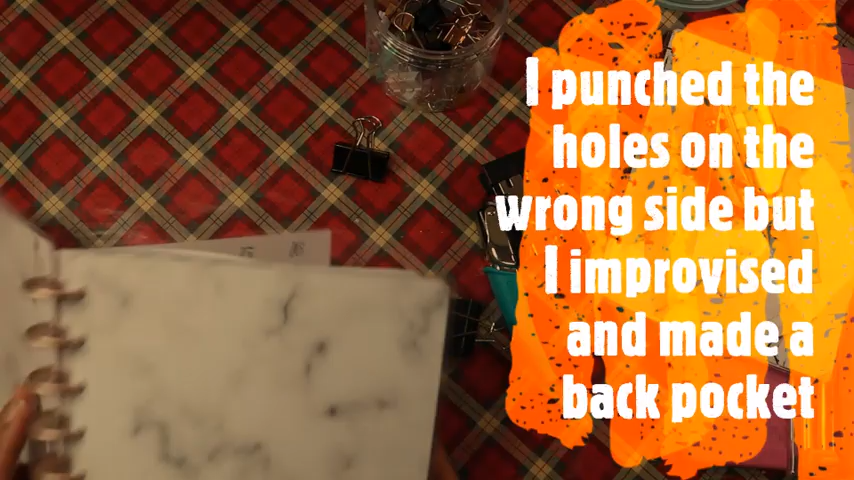 I punched the
holes on the
wrong side but
I improvised
and made a
back pocket